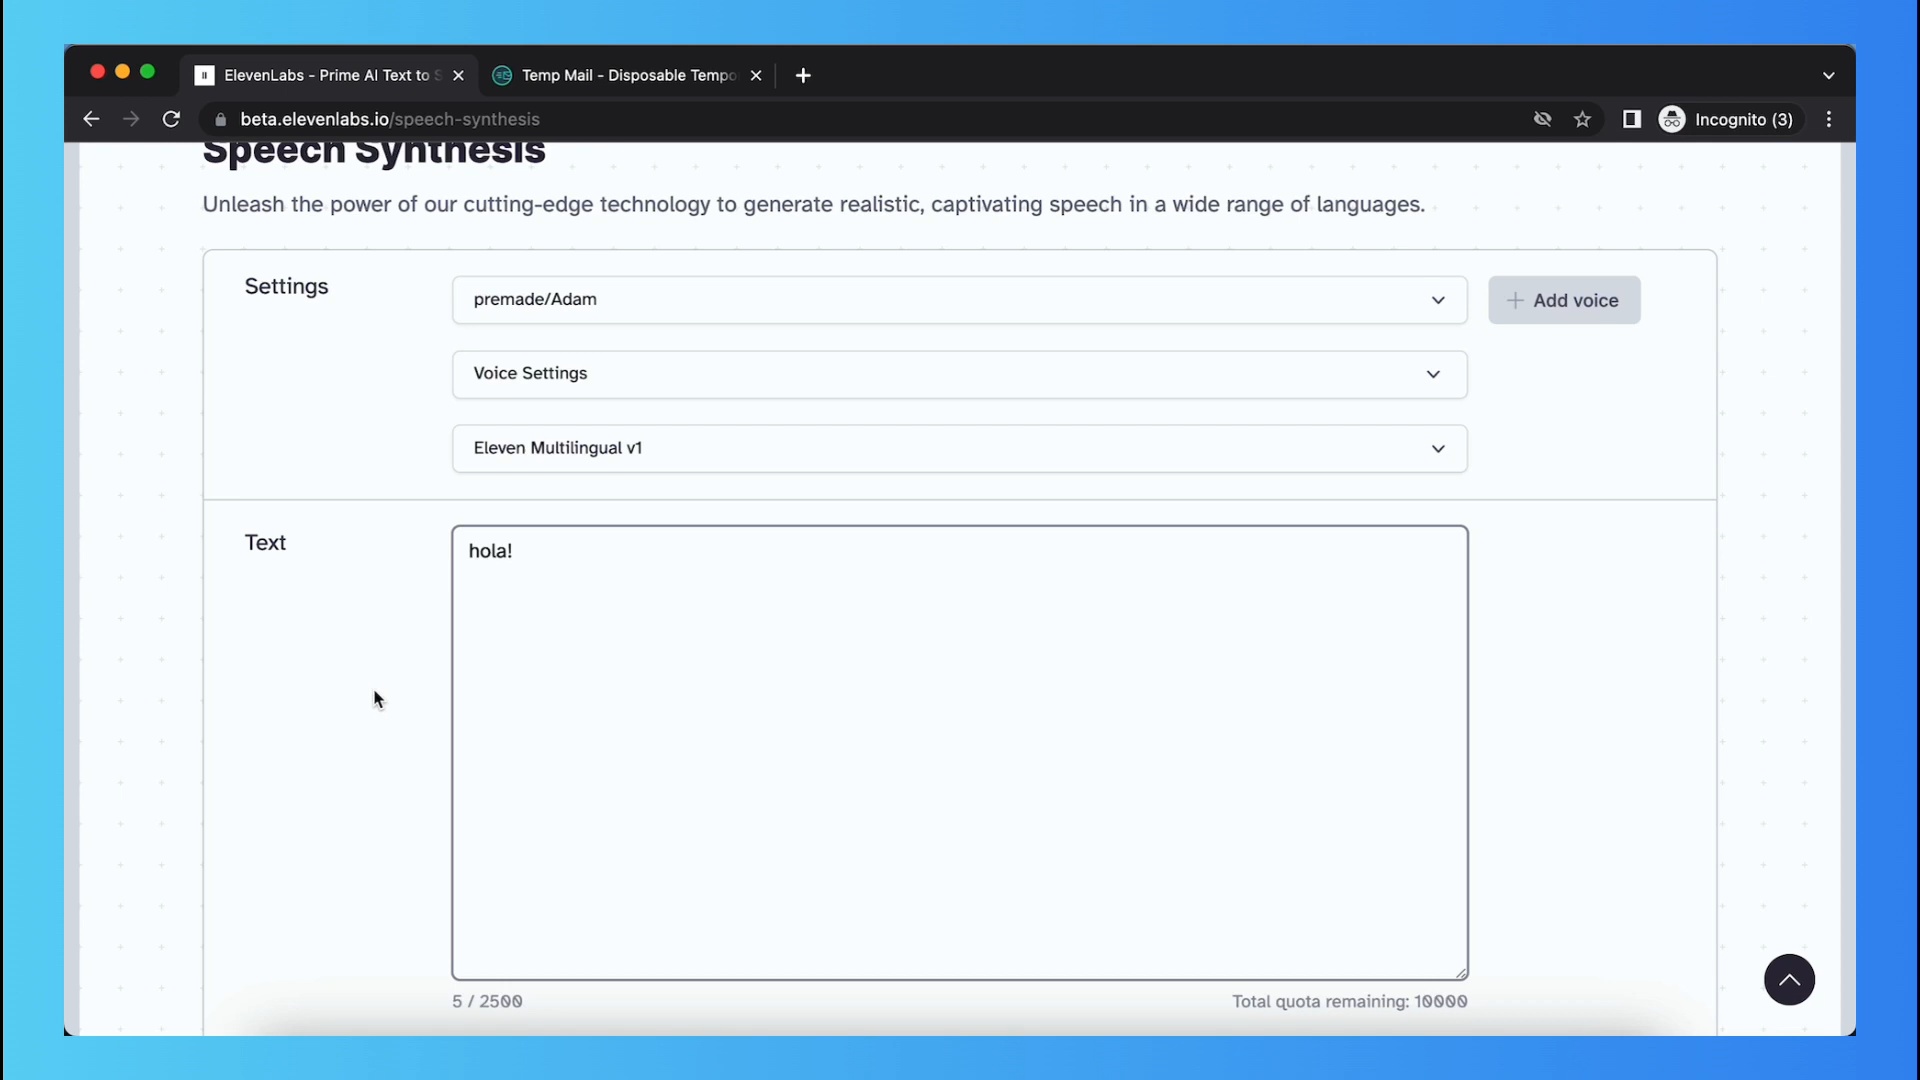 ElevenLabs - Prime AI Text to S
Temp Mail - Disposable Tempo
beta.elevenlabs.io/speech-synthesis
Incognito (3)
Speech Synthesis
Unleash the power of our cutting-edge technology to generate realistic, captivating speech in a wide range of languages.
Settings
premade/Adam
Add voice
Voice Settings
Eleven Multilingual v1
Text
hola!
5 / 2500
Total quota remaining: 10000